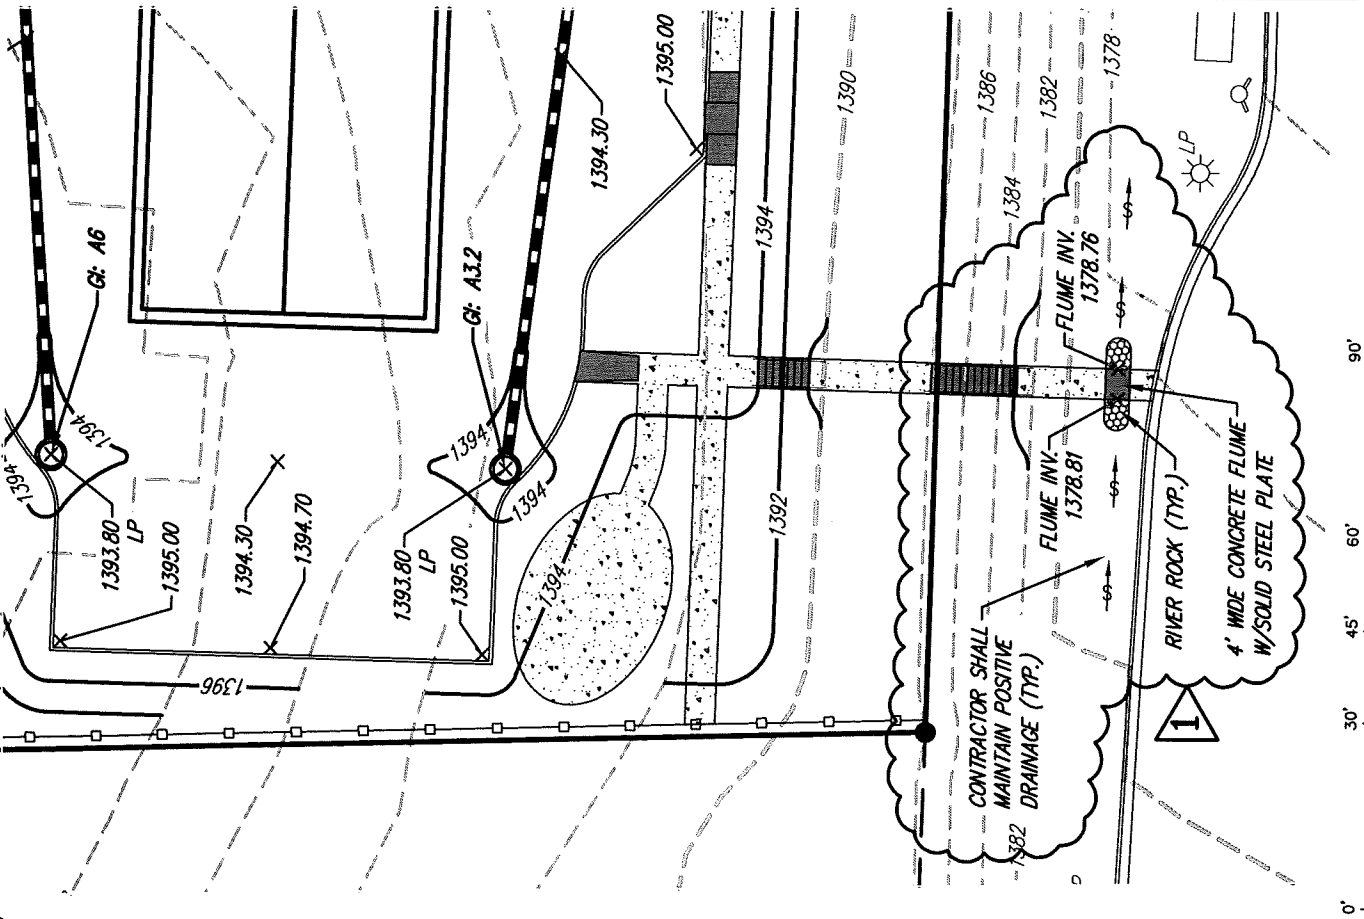 GI: A6
1394
1394
1393.80
LP
1395.00
1394.30
1394.70
1396
GI: A3.2
1394
1394
1393.80
LP
1395.00
1394.30
1395.00
1394
1394
1392
1390
1386
1384
1382
1378
LP
FLUME INV.
1378.76
FLUME INV.
1378.81
S
S
S
S
RIVER ROCK (TYP.)
4' WIDE CONCRETE FLUME
W/SOLID STEEL PLATE
CONTRACTOR SHALL
MAINTAIN POSITIVE
DRAINAGE (TYP.)
1382
1
0'
30'
45'
60'
90'